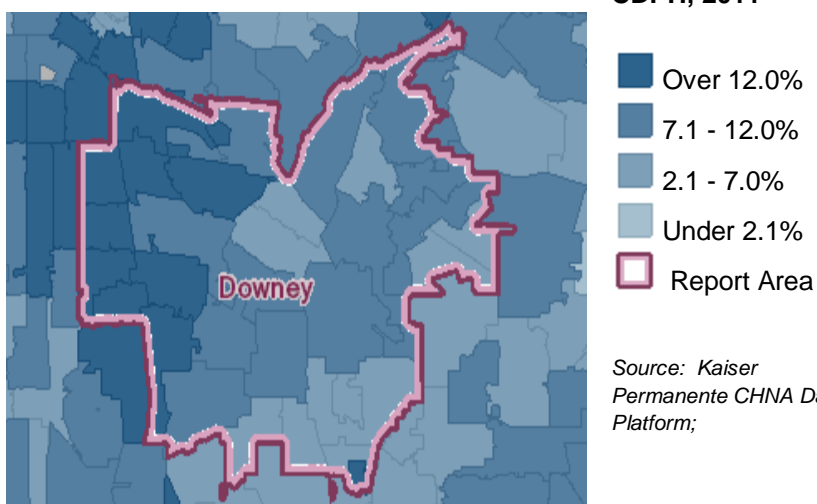 Over 12.0%
7.1 - 12.0%
2.1 - 7.0%
Under 2.1%
Report Area
Downey
Source: Kaiser
Permanente CHNA
Platform;